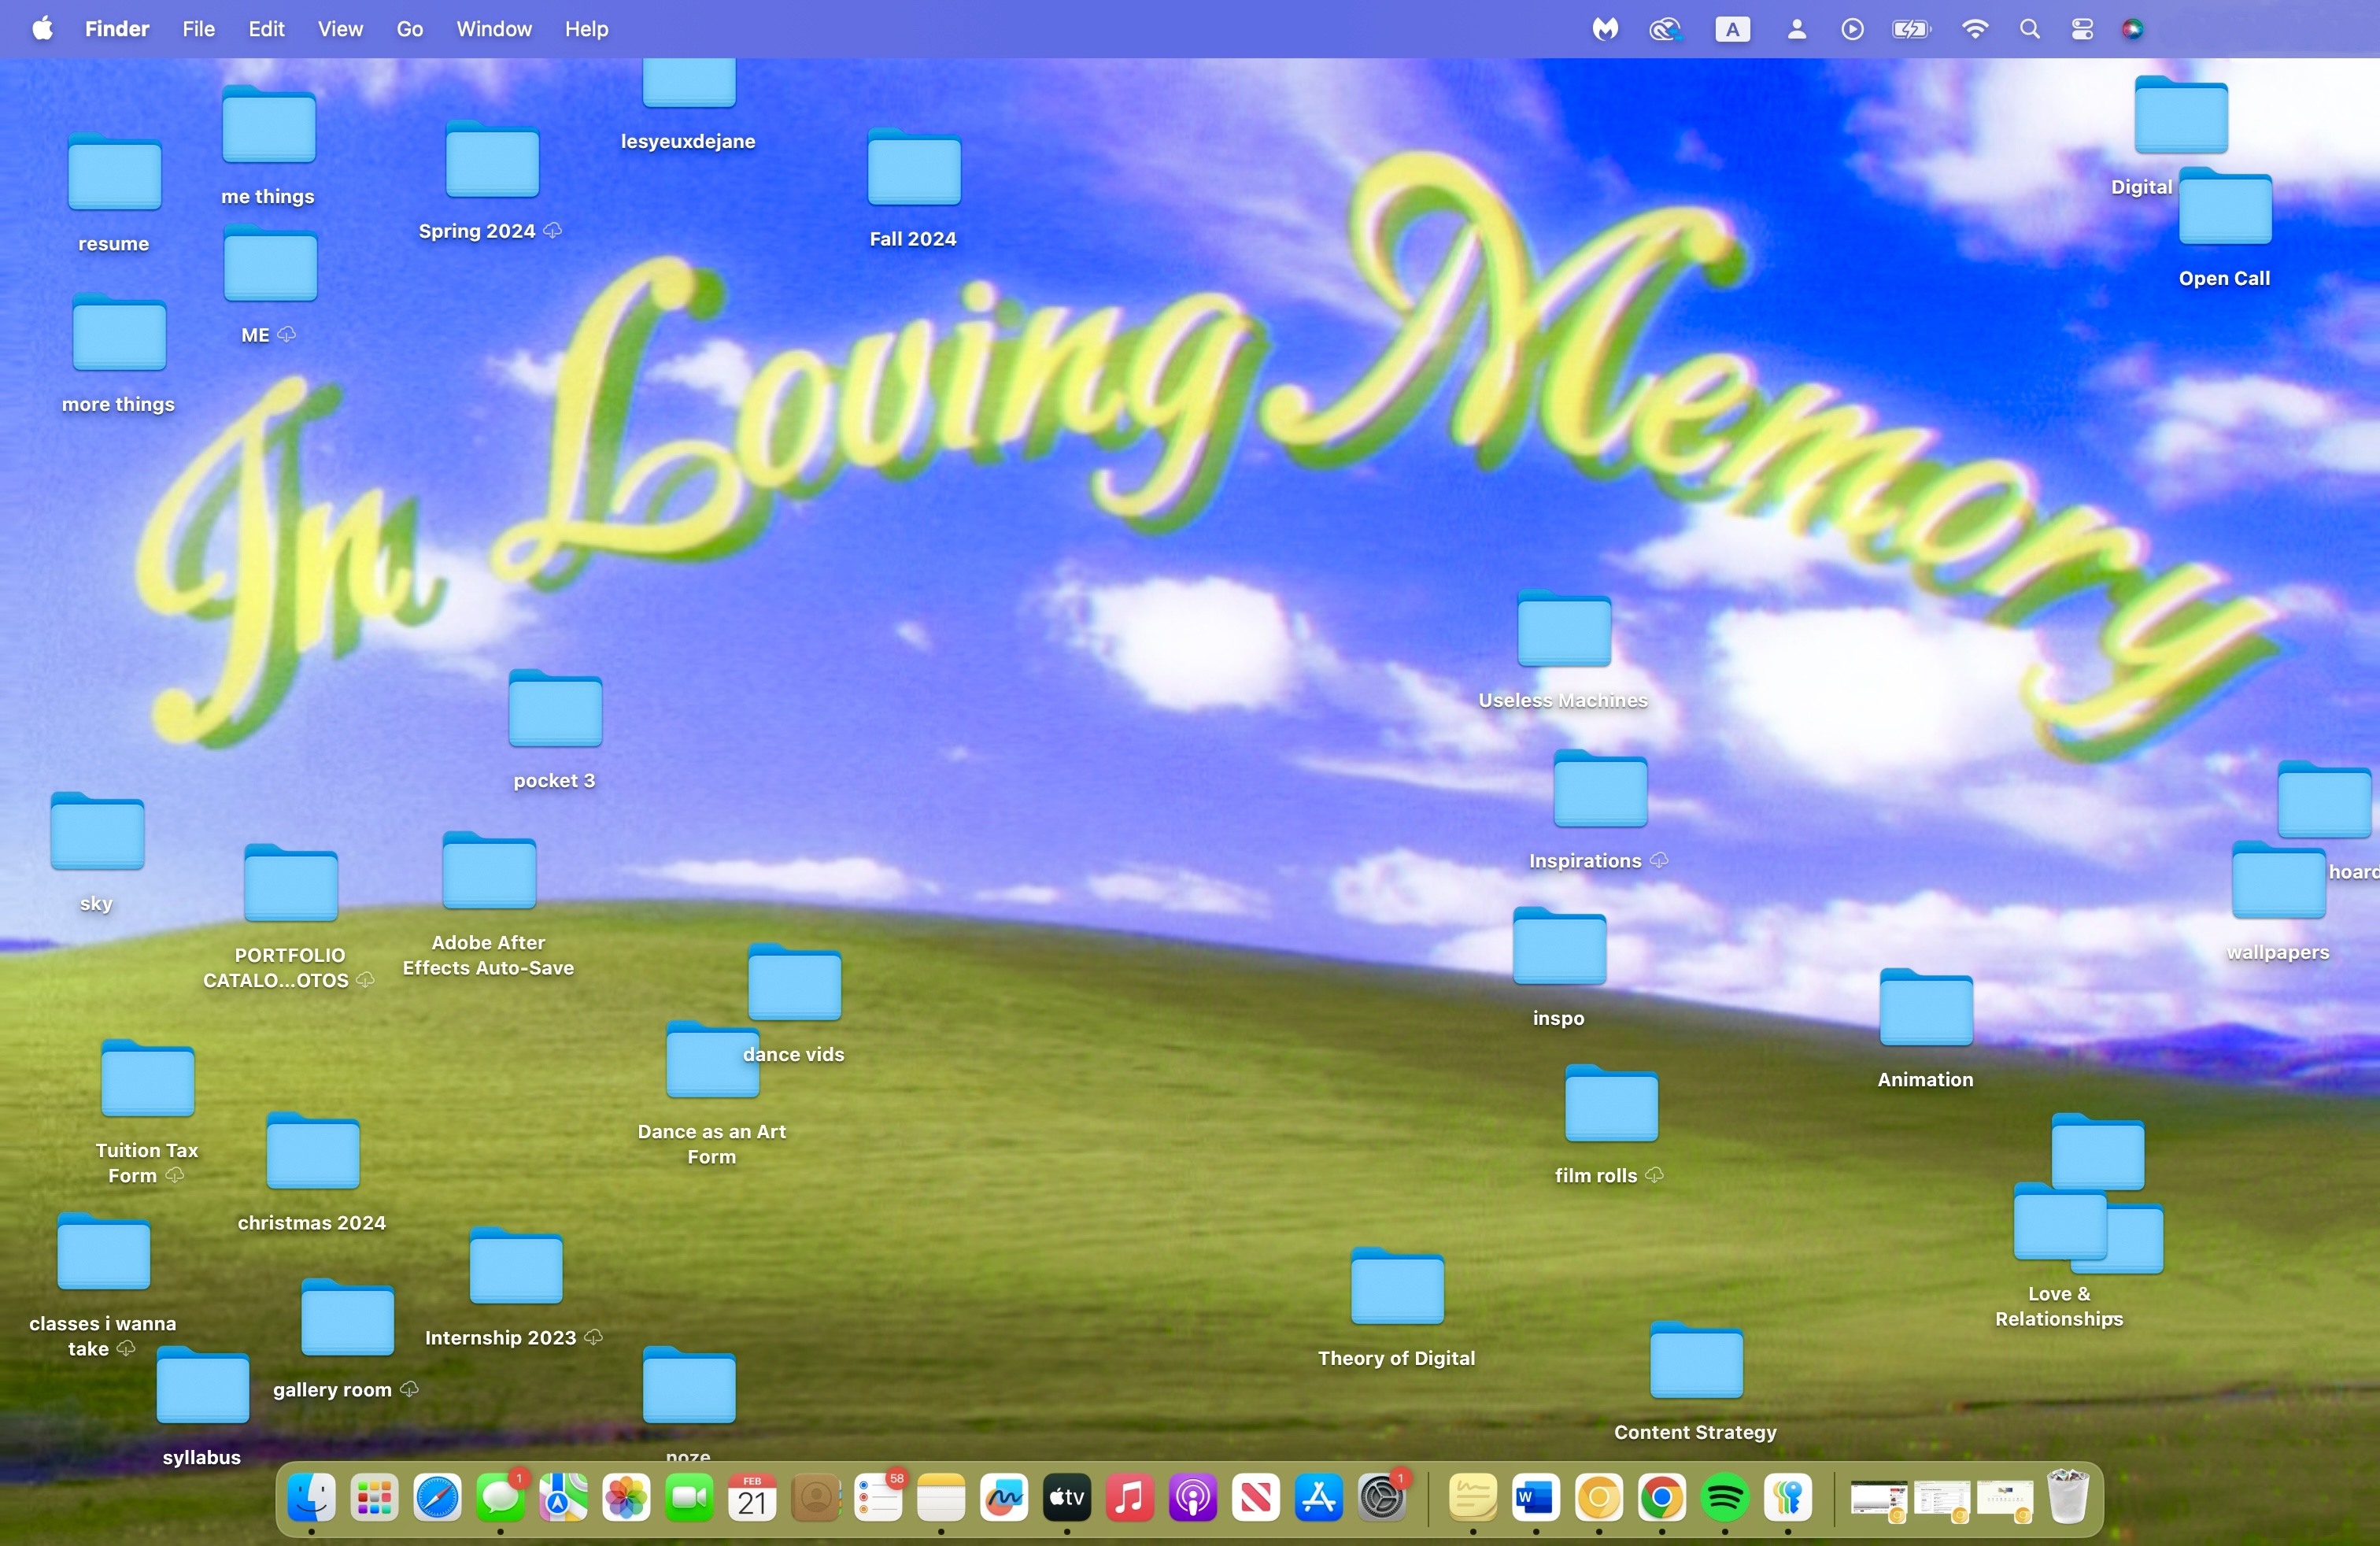 Finder File Edit View Go Window Help A
lesyeuxdejane
me things
Digital
Spring 2024
Fall 2024
resume
Open Call
ME
more things
In Loving Memory
Useless Machines
pocket 3
Inspirations
hoard
sky
Adobe After
Effects Auto-Save
PORTFOLIO
CATALO...OTOS
wallpapers
inspo
dance vids
Animation
Dance as an Art
Form
Tuition Tax
Form
film rolls
christmas 2024
Love &
Relationships
classes i wanna
take
Internship 2023
Theory of Digital
gallery room
Content Strategy
syllabus
noze
1
FEB
21
58
tv
1
W